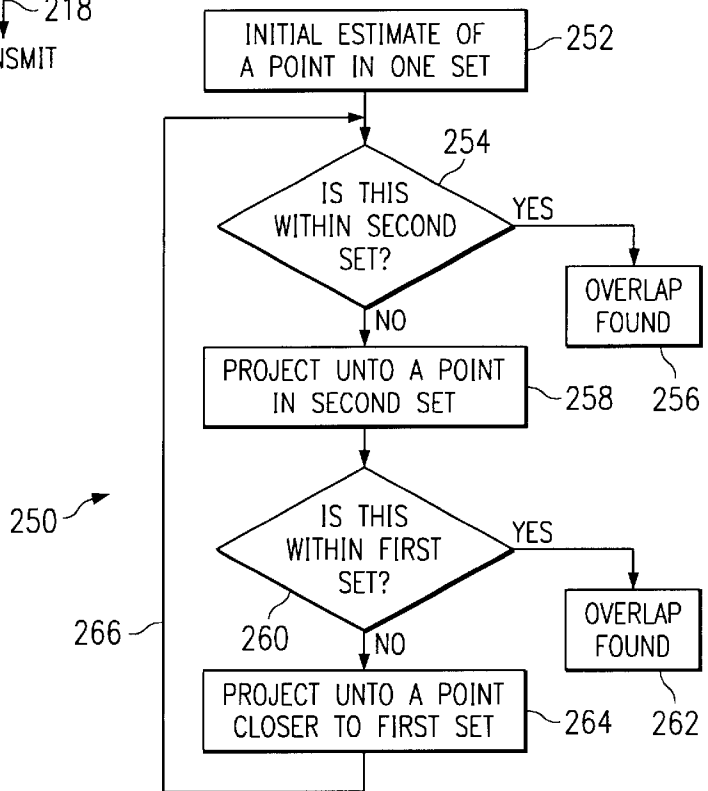 218
NSMIT
INITIAL ESTIMATE OF
A POINT IN ONE SET
252
254
IS THIS
WITHIN SECOND
SET?
YES
OVERLAP
FOUND
256
NO
PROJECT UNTO A POINT
IN SECOND SET
258
250
IS THIS
WITHIN FIRST
SET?
YES
260
OVERLAP
FOUND
262
266
NO
PROJECT UNTO A POINT
CLOSER TO FIRST SET
264